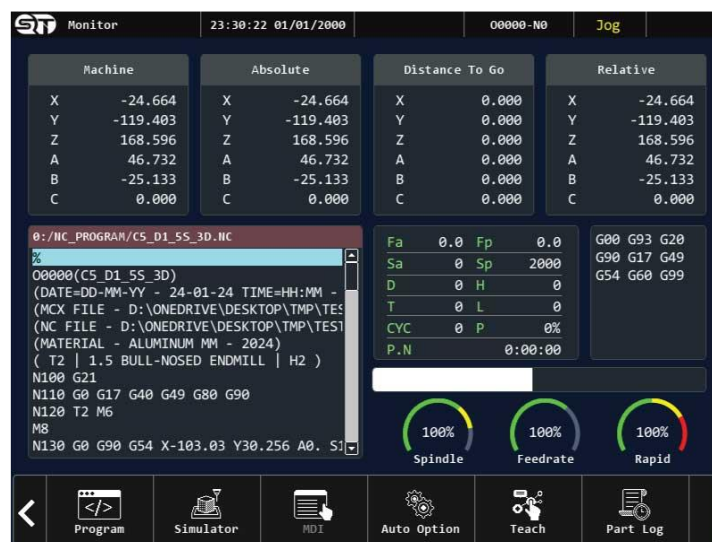 ST Monitor 23:30:22 01/01/2000 O0000-N0 Jog
Machine
X -24.664
Y -119.403
Z 168.596
A 46.732
B -25.133
C 0.000
Absolute
X -24.664
Y -119.403
Z 168.596
A 46.732
B -25.133
C 0.000
Distance To Go
X 0.000
Y 0.000
Z 0.000
A 0.000
B 0.000
C 0.000
Relative
X -24.664
Y -119.403
Z 168.596
A 46.732
B -25.133
C 0.000
0:/NC_PROGRAM/C5_D1_5S_3D.NC
%
O0000(C5_D1_5S_3D)
(DATE=DD-MM-YY - 24-01-24 TIME=HH:MM -
(MCX FILE - D:\ONEDRIVE\DESKTOP\TMP\TES
(NC FILE - D:\ONEDRIVE\DESKTOP\TMP\TEST
(MATERIAL - ALUMINUM MM - 2024)
( T2 | 1.5 BULL-NOSED ENDMILL | H2 )
N100 G21
N110 G0 G17 G40 G49 G80 G90
N120 T2 M6
M8
N130 G0 G90 G54 X-103.03 Y30.256 A0. S1
Fa 0.0 Fp 0.0
Sa 0 Sp 2000
D 0 H 0
T 0 L 0
CYC 0 P 0%
P.N 0:00:00
G00 G93 G20
G90 G17 G49
G54 G60 G99
100% 100% 100%
Spindle Feedrate Rapid
Program Simulator MDI Auto Option Teach Part Log